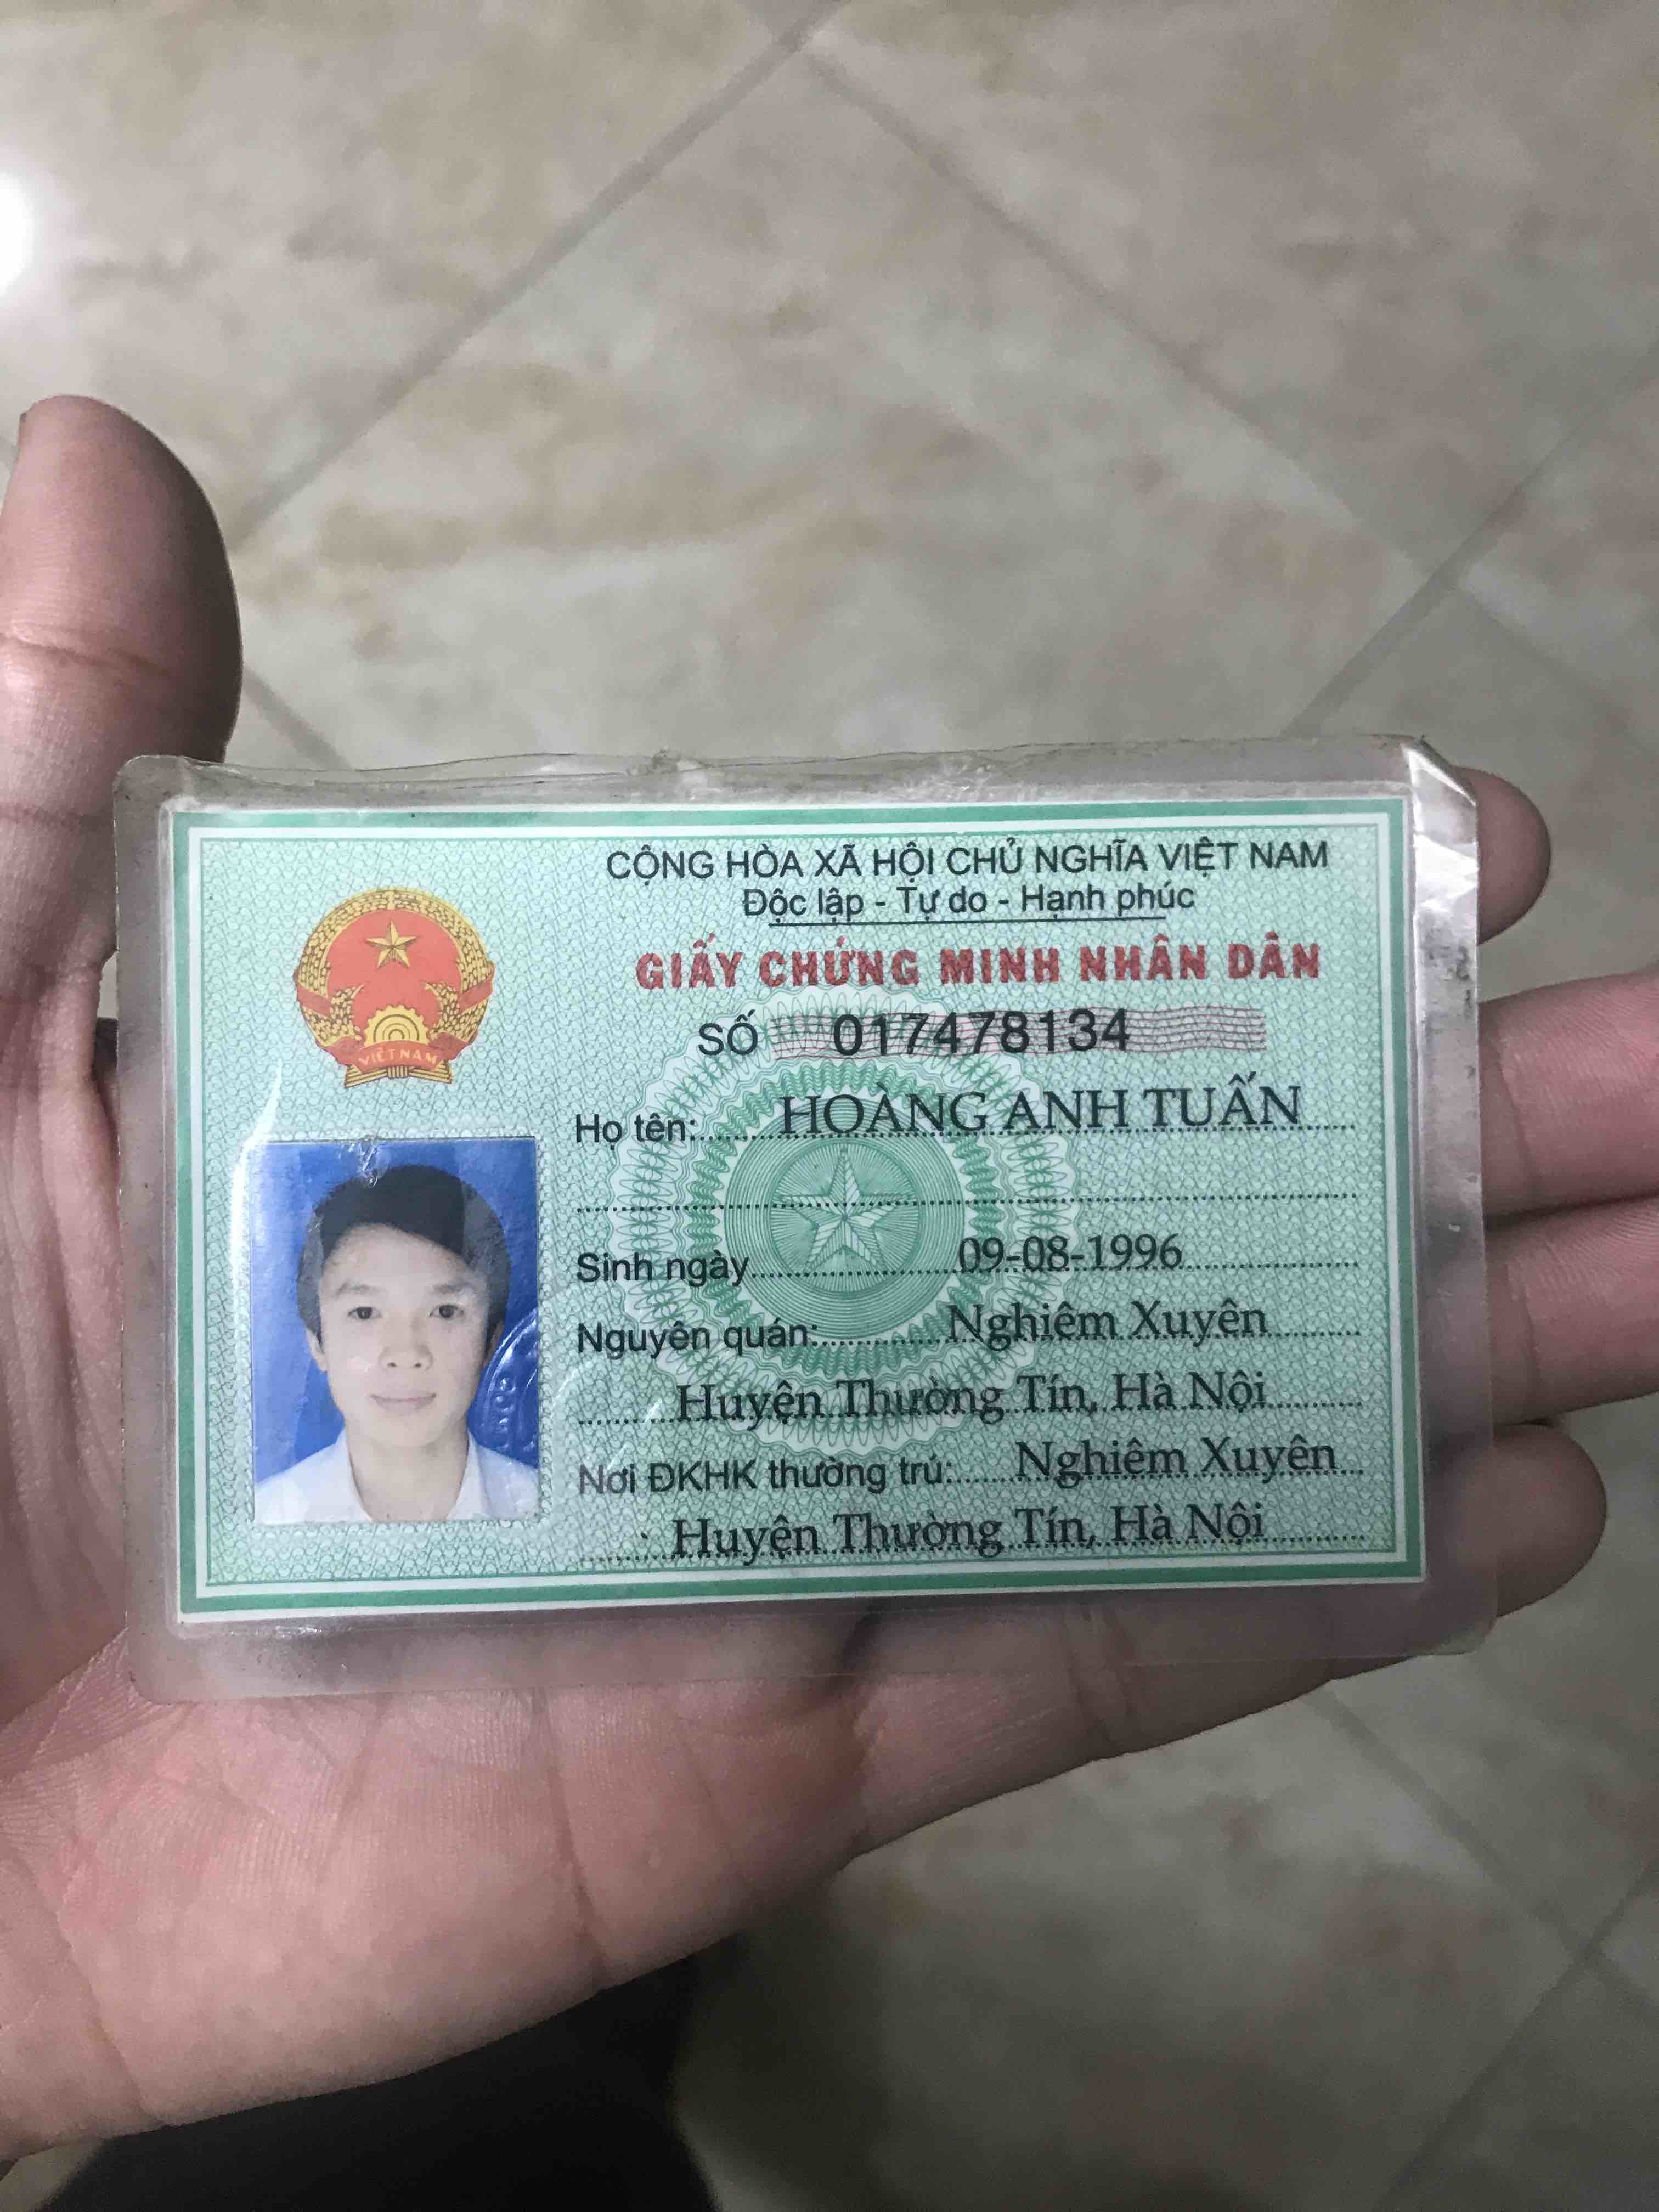 CỘNG HÒA XÃ HỘI CHỦ NGHĨA VIỆT NAM
Độc lập - Tự do - Hạnh phúc
GIẤY CHỨNG MINH NHÂN DÂN
SỐ 017478134
VIỆT NAM
Họ tên: HOÀNG ANH TUẤN
Sinh ngày 09-08-1996
Nguyên quán: Nghiêm Xuyên
Huyện Thường Tín, Hà Nội
Nơi ĐKHK thường trú: Nghiêm Xuyên
Huyện Thường Tín, Hà Nội